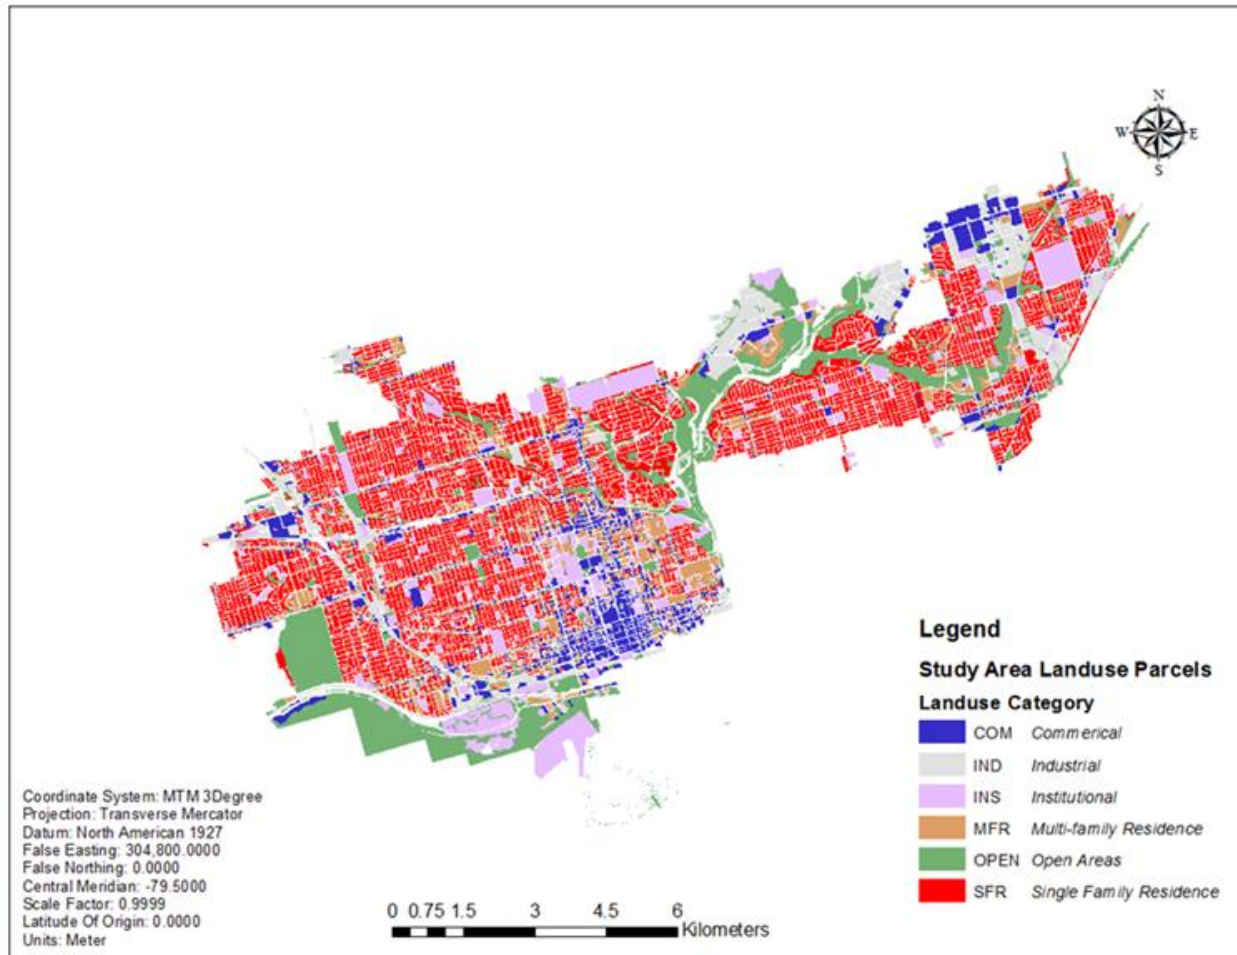 N
W E
S
Legend
Study Area Landuse Parcels
Landuse Category
COM Commerical
IND Industrial
INS Institutional
MFR Multi-family Residence
OPEN Open Areas
SFR Single Family Residence
Coordinate System: MTM 3Degree
Projection: Transverse Mercator
Datum: North American 1927
False Easting: 304,800.0000
False Northing: 0.0000
Central Meridian: -79.5000
Scale Factor: 0.9999
Latitude Of Origin: 0.0000
Units: Meter
0 0.75 1.5 3 4.5 6
Kilometers